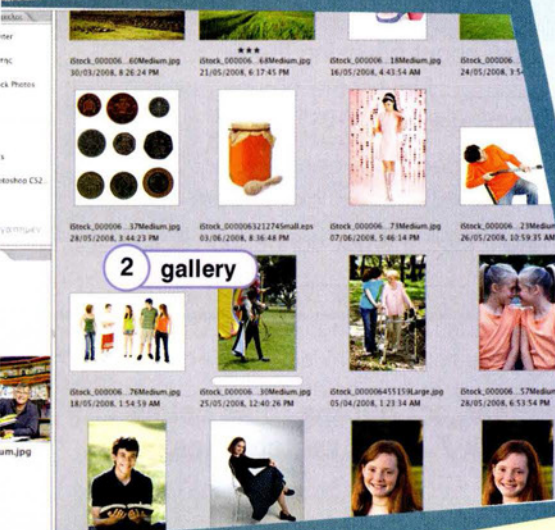 ★★★
iStock_000006...60Medium.jpg
30/03/2008, 8:26:24 PM
iStock_000006...68Medium.jpg
21/05/2008, 6:17:45 PM
iStock_000006...18Medium.jpg
16/05/2008, 4:43:54 AM
iStock_000006
24/05/2008, 3:54
ck Photos
otoshop CS2
iStock_000006...37Medium.jpg
28/05/2008, 3:44:23 PM
iStock_000006321274Small.eps
03/06/2008, 8:36:48 PM
iStock_000006...73Medium.jpg
07/06/2008, 5:46:14 PM
iStock_000006...23Medium
26/05/2008, 10:59:35 AM
2 gallery
iStock_000006...76Medium.jpg
18/05/2008, 1:54:59 AM
iStock_000006...30Medium.jpg
25/05/2008, 12:40:26 PM
iStock_000006455159Large.jpg
05/04/2008, 1:23:34 AM
iStock_000006...57Medium
28/05/2008, 6:53:54 PM
um.jpg